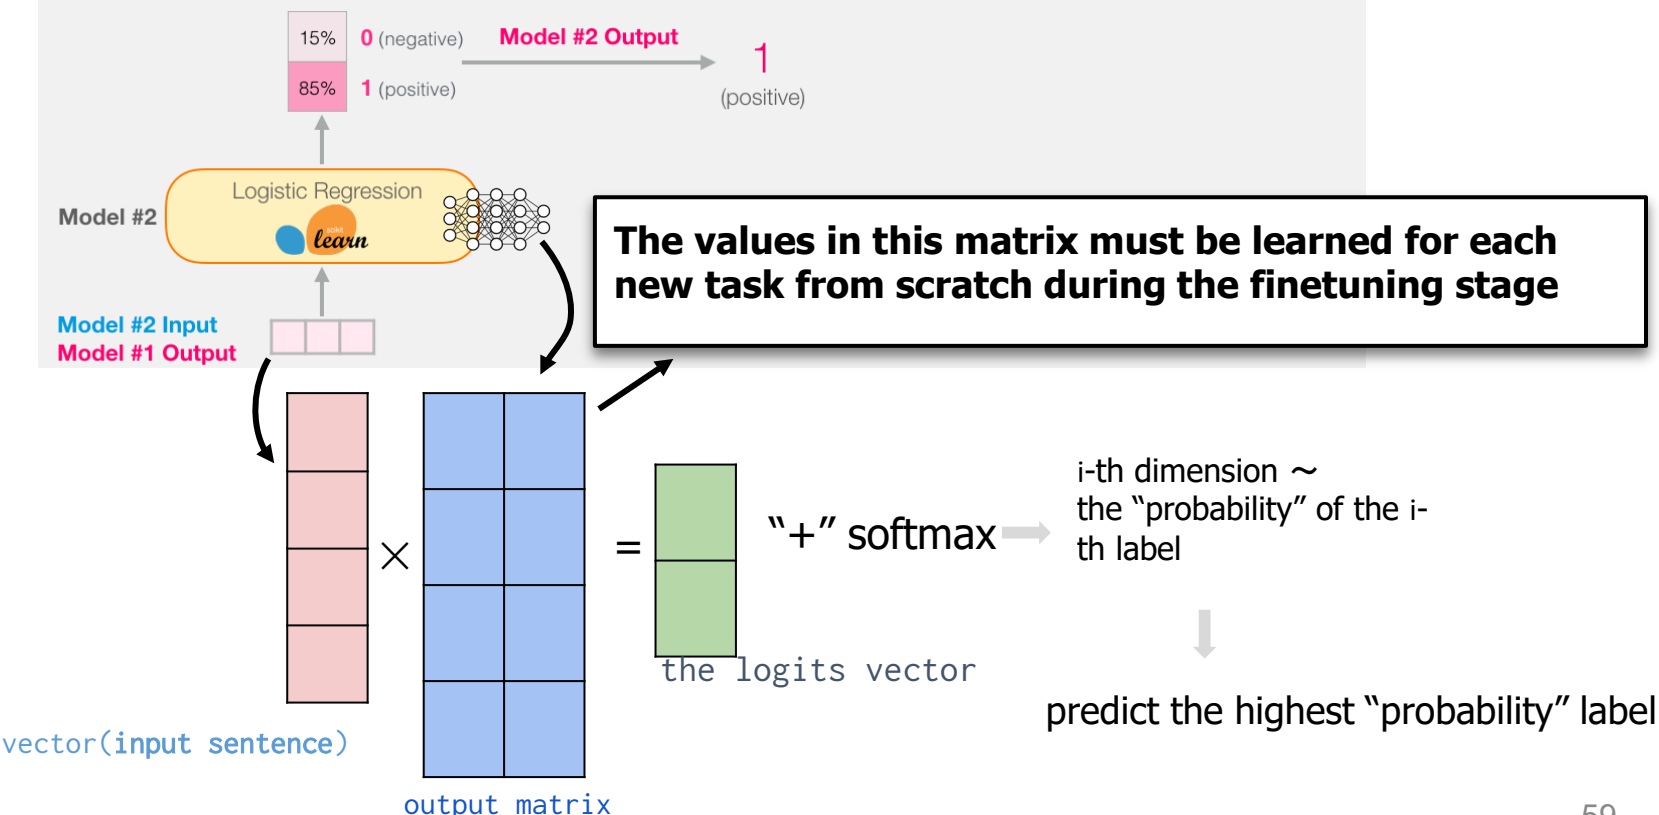 15%
0 (negative)
Model #2 Output
1
85%
1 (positive)
(positive)
Logistic Regression
Model #2
scikit
learn
The values in this matrix must be learned for each
new task from scratch during the finetuning stage
Model #2 Input
Model #1 Output
×
=
“+” softmax
i-th dimension ~
the “probability” of the i-
th label
the logits vector
predict the highest “probability” label
vector(input sentence)
output matrix
59